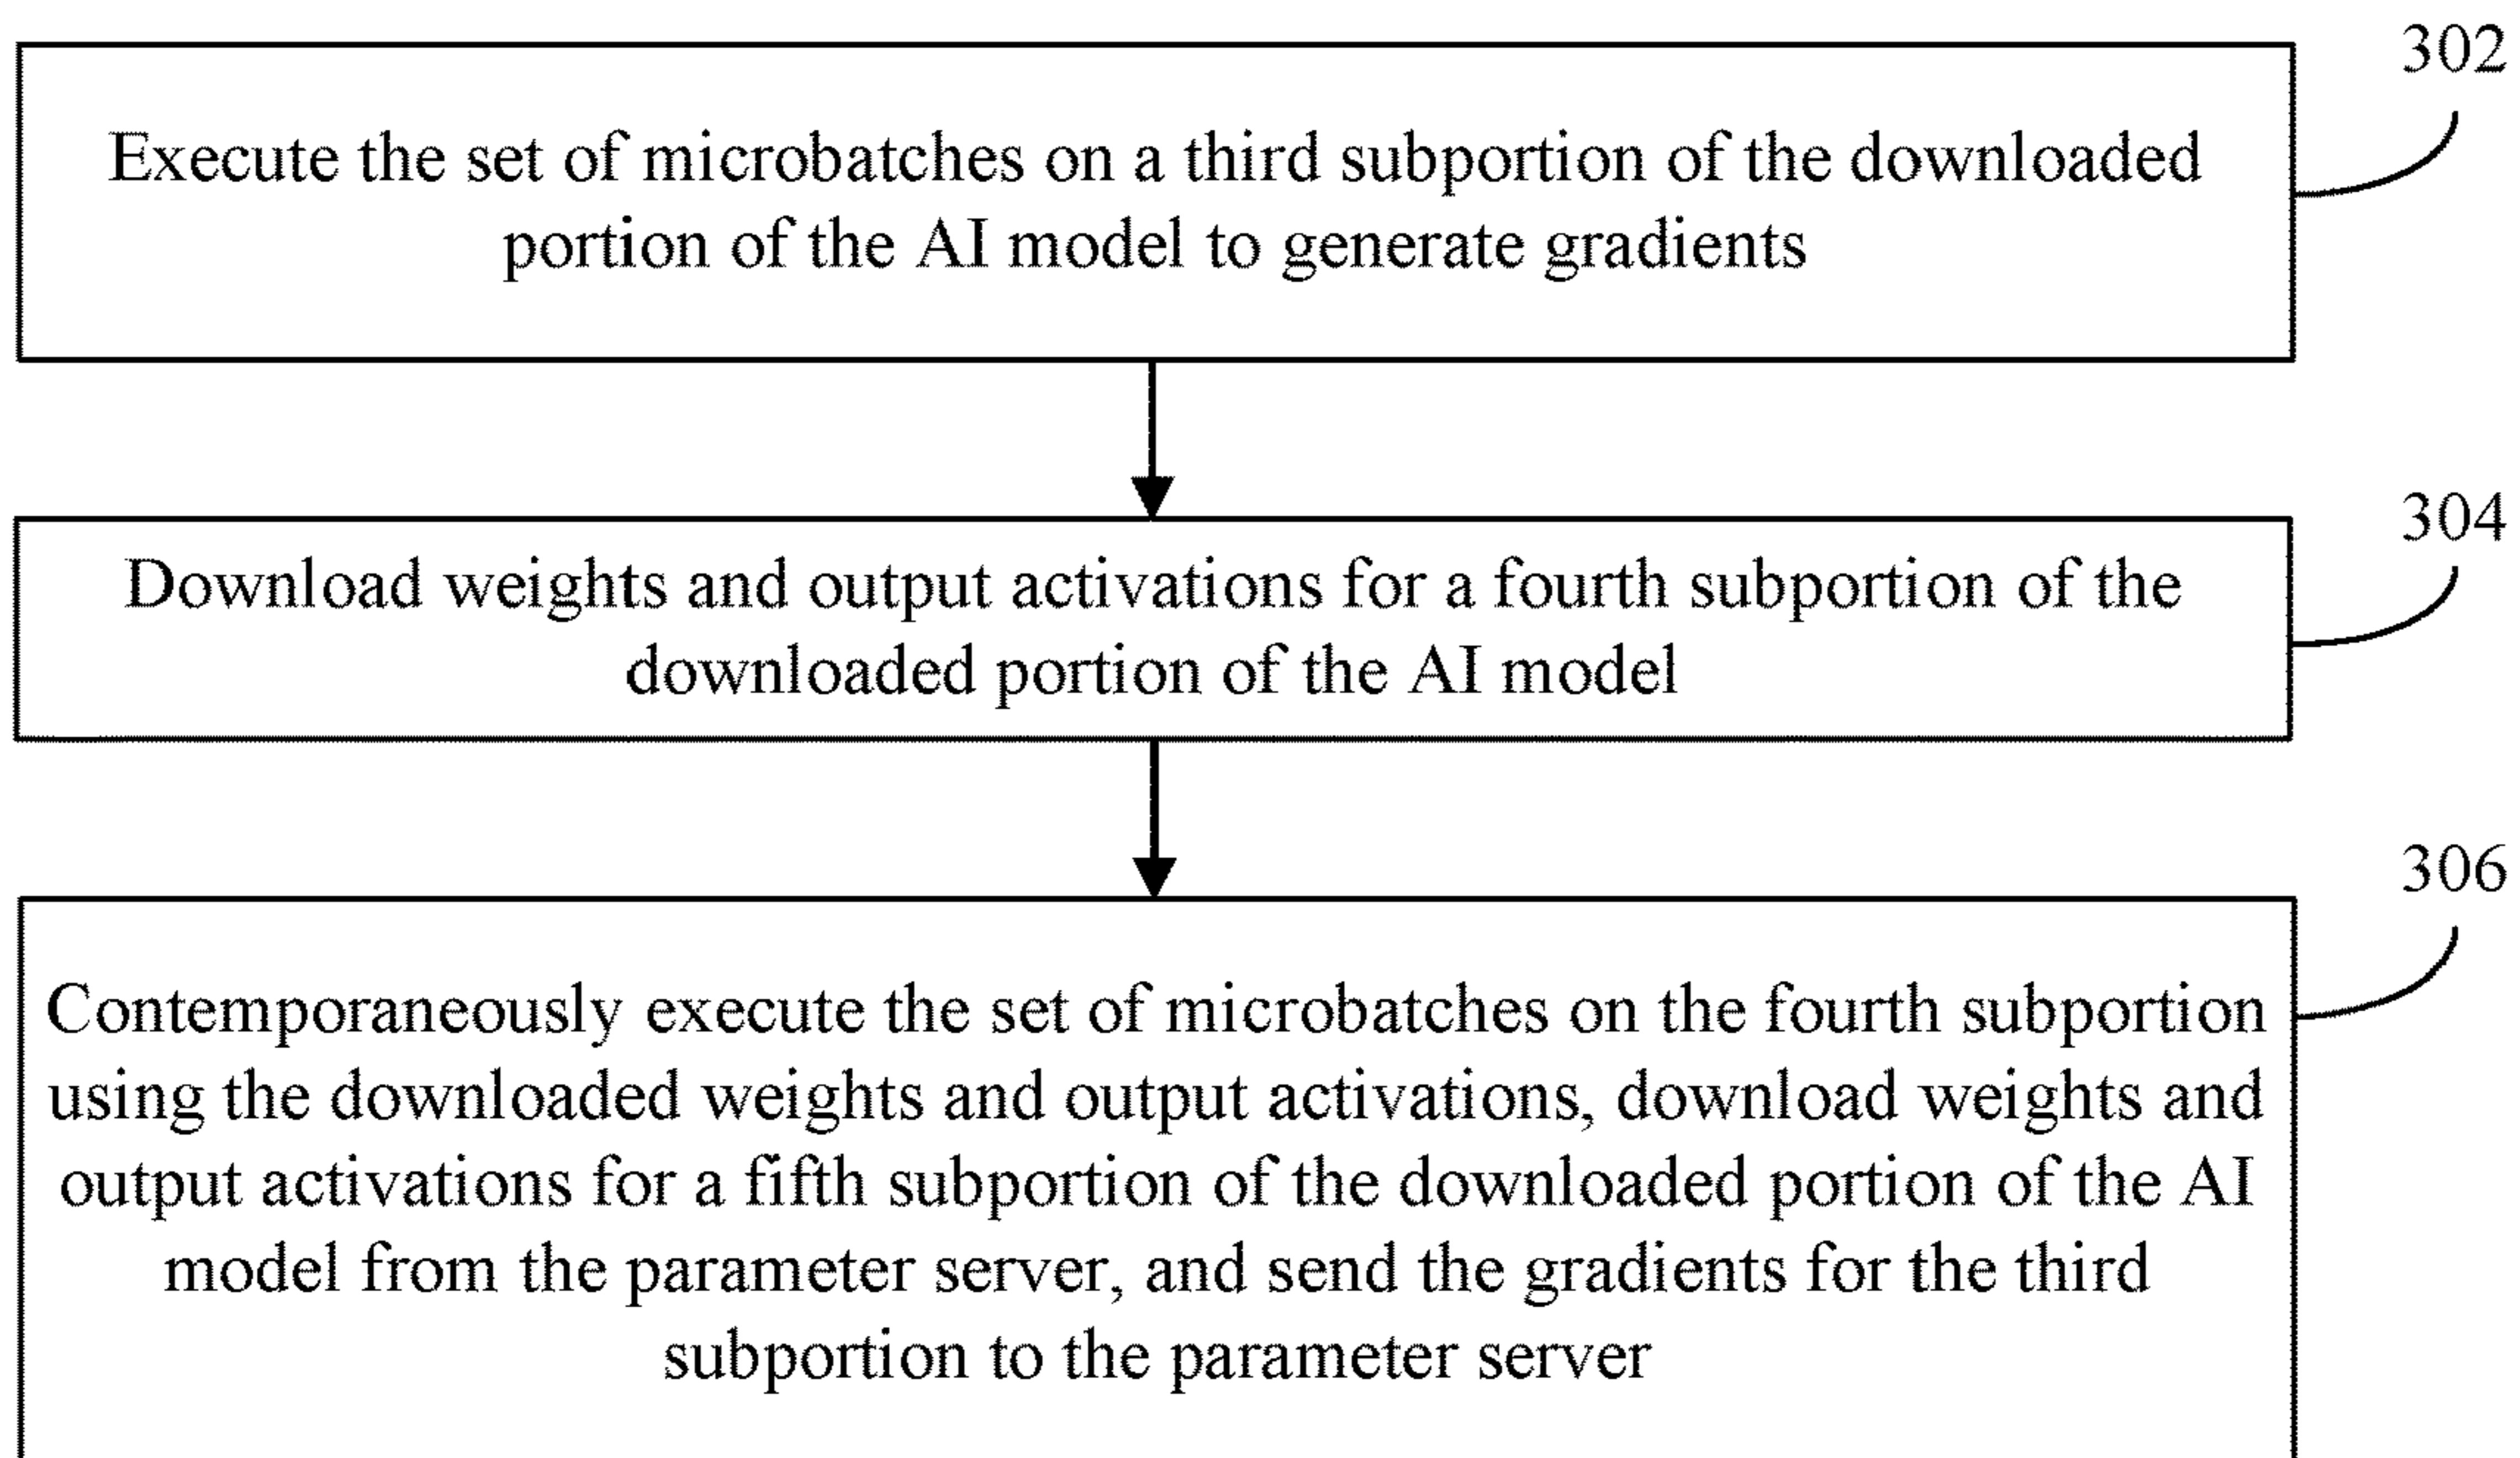 302
Execute the set of microbatches on a third subportion of the downloaded
portion of the AI model to generate gradients
304
Download weights and output activations for a fourth subportion of the
downloaded portion of the AI model
306
Contemporaneously execute the set of microbatches on the fourth subportion
using the downloaded weights and output activations, download weights and
output activations for a fifth subportion of the downloaded portion of the AI
model from the parameter server, and send the gradients for the third
subportion to the parameter server